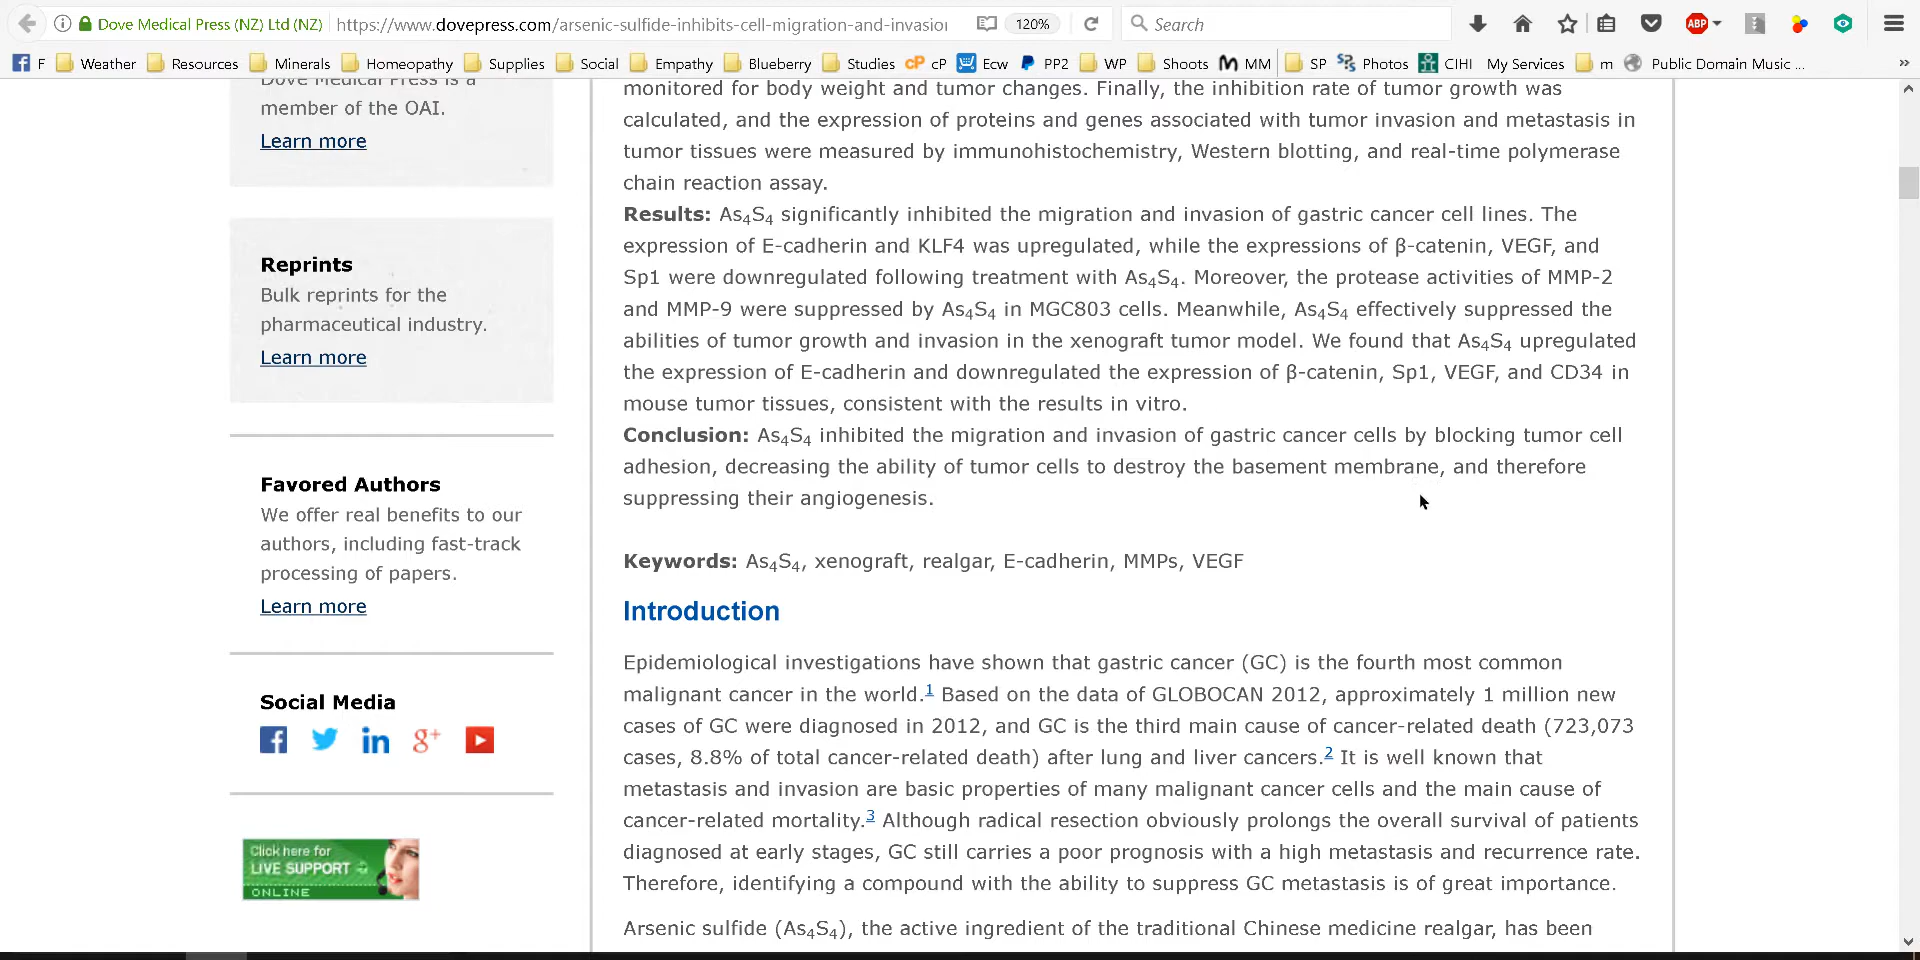 Dove Medical Press (NZ) Ltd (NZ)
https://www.dovepress.com/arsenic-sulfide-inhibits-cell-migration-and-invasion
120%
Search
ABP
F
Weather
Resources
Minerals
Homeopathy
Supplies
Social
Empathy
Blueberry
Studies
cP
Ecw
PP2
WP
Shoots
MM
SP
Photos
CIHI
My Services
m
Public Domain Music ...
Dove Medical Press is a
member of the OAI.
Learn more
Reprints
Bulk reprints for the
pharmaceutical industry.
Learn more
Favored Authors
We offer real benefits to our
authors, including fast-track
processing of papers.
Learn more
Social Media
Click here for
LIVE SUPPORT
ONLINE
monitored for body weight and tumor changes. Finally, the inhibition rate of tumor growth was
calculated, and the expression of proteins and genes associated with tumor invasion and metastasis in
tumor tissues were measured by immunohistochemistry, Western blotting, and real-time polymerase
chain reaction assay.
Results: As₄S₄ significantly inhibited the migration and invasion of gastric cancer cell lines. The
expression of E-cadherin and KLF4 was upregulated, while the expressions of β-catenin, VEGF, and
Sp1 were downregulated following treatment with As₄S₄. Moreover, the protease activities of MMP-2
and MMP-9 were suppressed by As₄S₄ in MGC803 cells. Meanwhile, As₄S₄ effectively suppressed the
abilities of tumor growth and invasion in the xenograft tumor model. We found that As₄S₄ upregulated
the expression of E-cadherin and downregulated the expression of β-catenin, Sp1, VEGF, and CD34 in
mouse tumor tissues, consistent with the results in vitro.
Conclusion: As₄S₄ inhibited the migration and invasion of gastric cancer cells by blocking tumor cell
adhesion, decreasing the ability of tumor cells to destroy the basement membrane, and therefore
suppressing their angiogenesis.
Keywords: As₄S₄, xenograft, realgar, E-cadherin, MMPs, VEGF
Introduction
Epidemiological investigations have shown that gastric cancer (GC) is the fourth most common
malignant cancer in the world.¹ Based on the data of GLOBOCAN 2012, approximately 1 million new
cases of GC were diagnosed in 2012, and GC is the third main cause of cancer-related death (723,073
cases, 8.8% of total cancer-related death) after lung and liver cancers.² It is well known that
metastasis and invasion are basic properties of many malignant cancer cells and the main cause of
cancer-related mortality.³ Although radical resection obviously prolongs the overall survival of patients
diagnosed at early stages, GC still carries a poor prognosis with a high metastasis and recurrence rate.
Therefore, identifying a compound with the ability to suppress GC metastasis is of great importance.
Arsenic sulfide (As₄S₄), the active ingredient of the traditional Chinese medicine realgar, has been